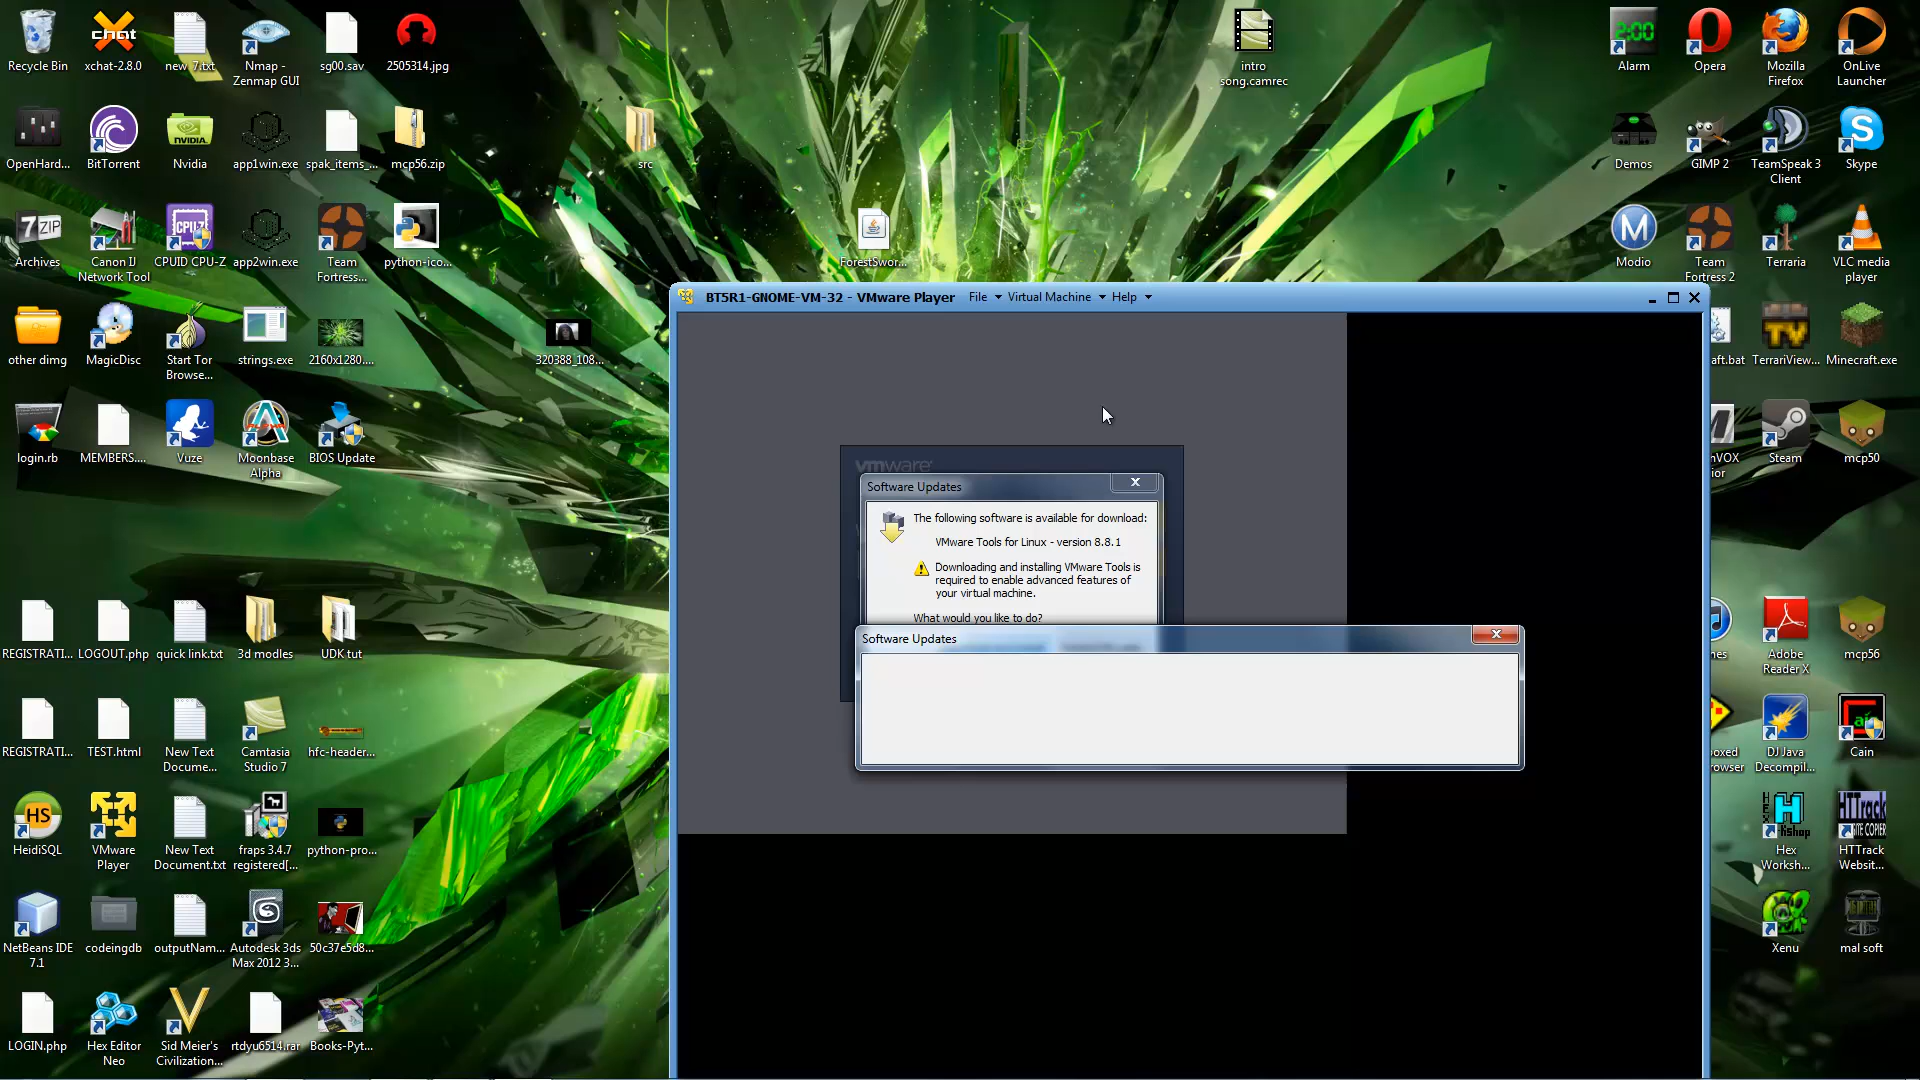 Recycle Bin
xchat-2.8.0
new 7.txt
Nmap -
Zenmap GUI
sg00.sav
2505314.jpg
intro
song.camrec
Alarm
Opera
Mozilla
Firefox
OnLive
Launcher
OpenHard...
BitTorrent
Nvidia
app1win.exe
spak_items_...
mcp56.zip
src
Demos
GIMP 2
TeamSpeak 3
Client
Skype
Archives
Canon IJ
Network Tool
CPUID CPU-Z
app2win.exe
Team
Fortress...
python-ico...
ForestSwor...
Modio
Team
Fortress 2
Terraria
VLC media
player
BT5R1-GNOME-VM-32 - VMware Player
File
Virtual Machine
Help
other dimg
MagicDisc
Start Tor
Browse...
strings.exe
2160x1280....
320388_108...
aft.bat
TerrariView...
Minecraft.exe
login.rb
MEMBERS....
Vuze
Moonbase
Alpha
BIOS Update
nVOX
ior
Steam
mcp50
vmware
Software Updates
The following software is available for download:
VMware Tools for Linux - version 8.8.1
Downloading and installing VMware Tools is
required to enable advanced features of
your virtual machine.
What would you like to do?
Software Updates
REGISTRATI...
LOGOUT.php
quick link.txt
3d modles
UDK tut
nes
Adobe
Reader X
mcp56
REGISTRATI...
TEST.html
New Text
Docume...
Camtasia
Studio 7
hfc-header...
oxed
owser
DJ Java
Decompil...
Cain
HeidiSQL
VMware
Player
New Text
Document.txt
fraps 3.4.7
registered[...
python-pro...
Hex
Worksh...
HTTrack
Websit...
NetBeans IDE
7.1
codeingdb
outputNam...
Autodesk 3ds
Max 2012 3...
50c37e5d8...
Xenu
mal soft
LOGIN.php
Hex Editor
Neo
Sid Meier's
Civilization...
rtdyu6514.rar
Books-Pyt...